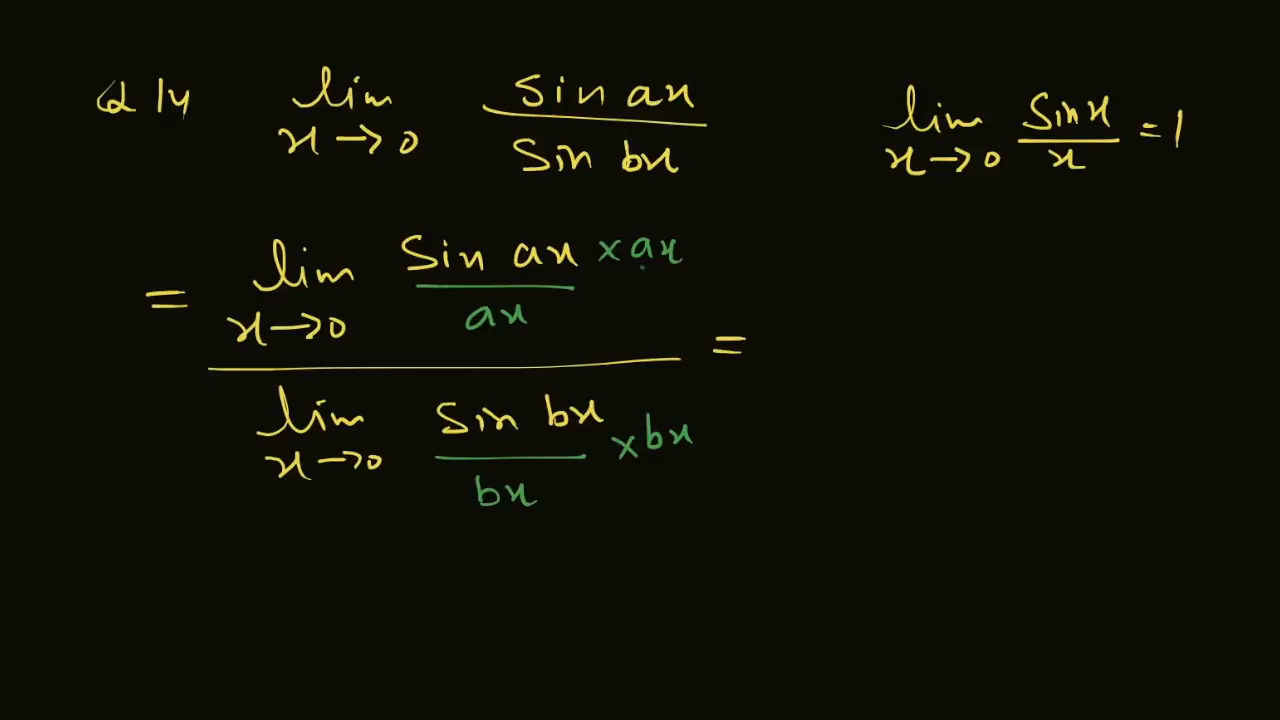 Q 14 lim x→0 sin ax / sin bx
lim x→0 sin x / x = 1
= lim x→0 sin ax / ax × ax
=
lim x→0 sin bx / bx × bx